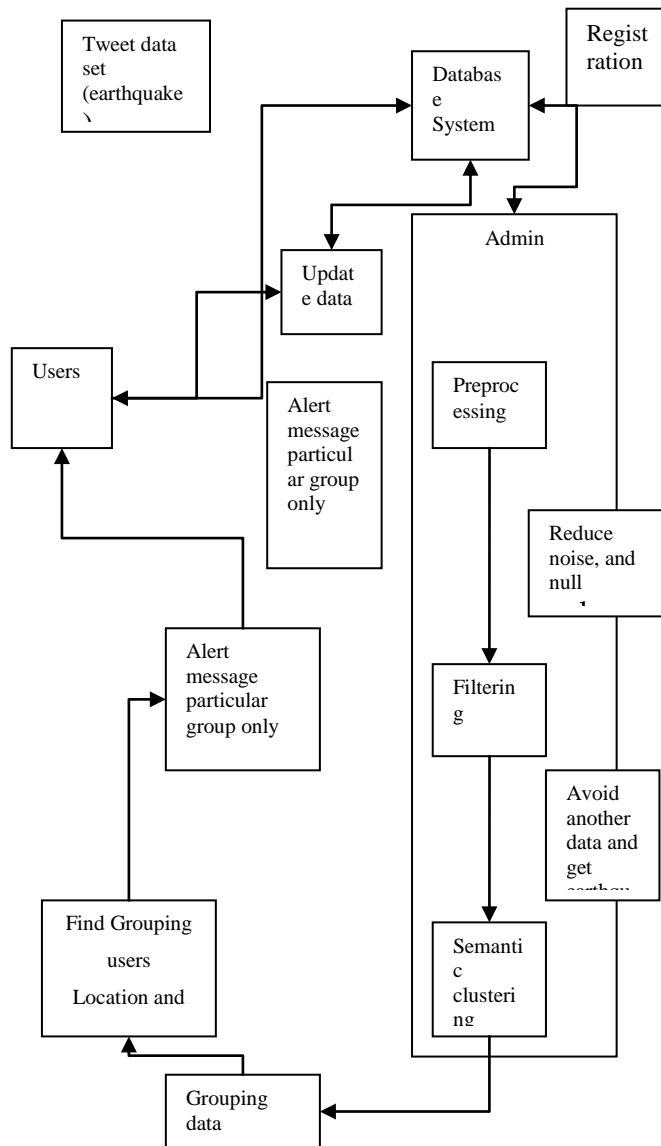 Tweet data
set
(earthquake
)
Databas
e
System
Regist
ration
Admin
Updat
e data
Users
Alert
message
particul
ar group
only
Preproc
essing
Reduce
noise, and
null
Alert
message
particular
group only
Filterin
g
Avoid
another
data and
get
earthqu
Find Grouping
users
Location and
Semanti
c
clusteri
ng
Grouping
data